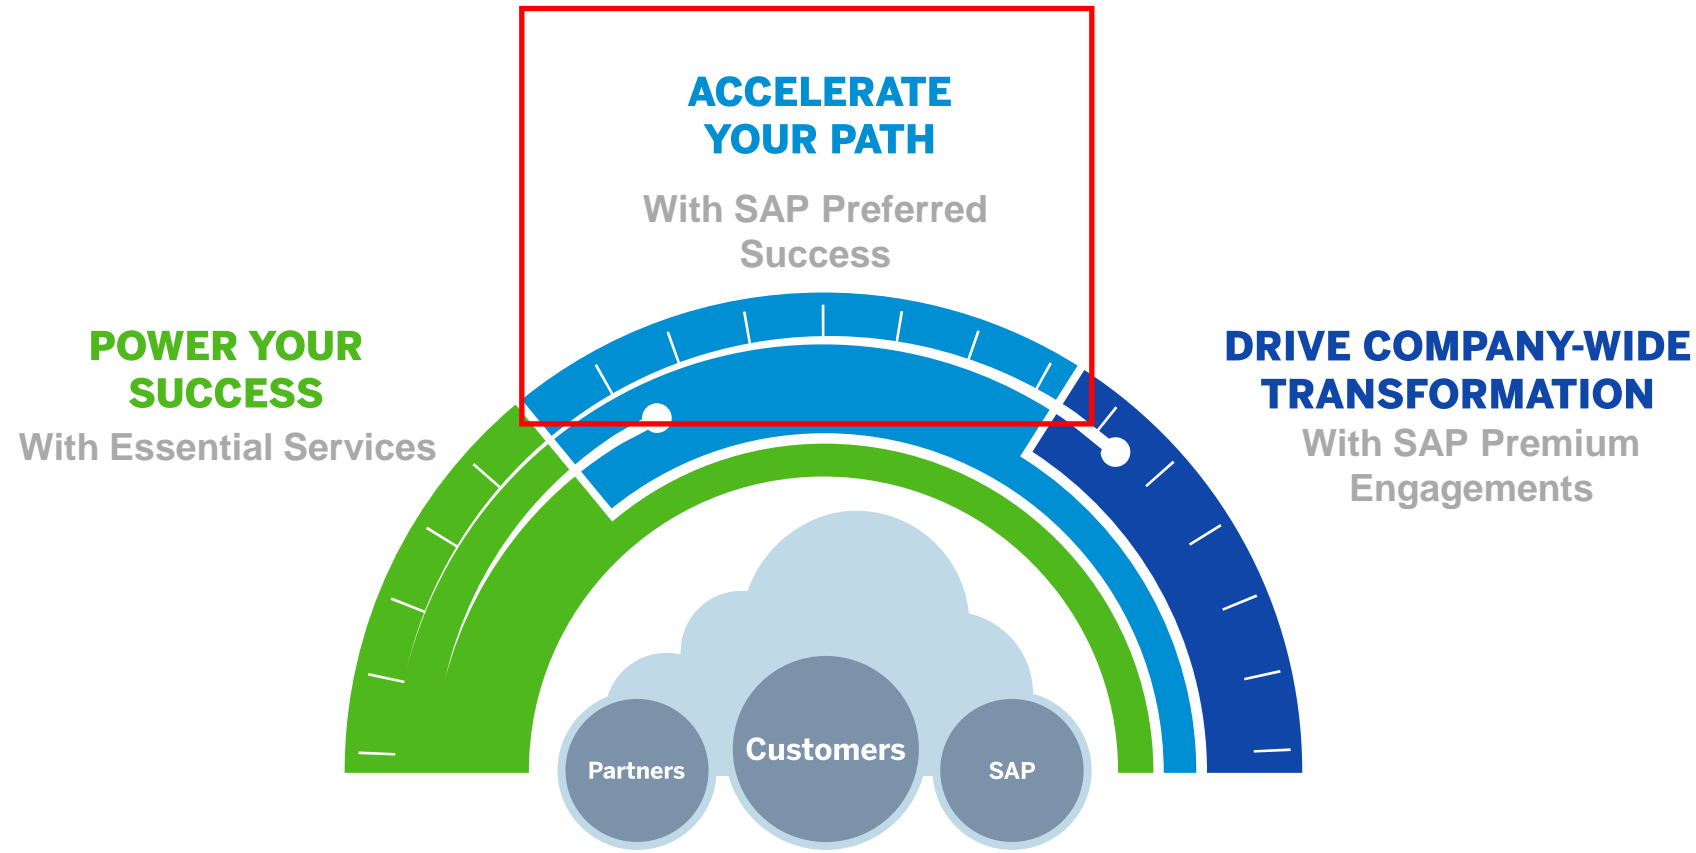 ACCELERATE
YOUR PATH
With SAP Preferred
Success
POWER YOUR
SUCCESS
With Essential Services
DRIVE COMPANY-WIDE
TRANSFORMATION
With SAP Premium
Engagements
Partners
Customers
SAP